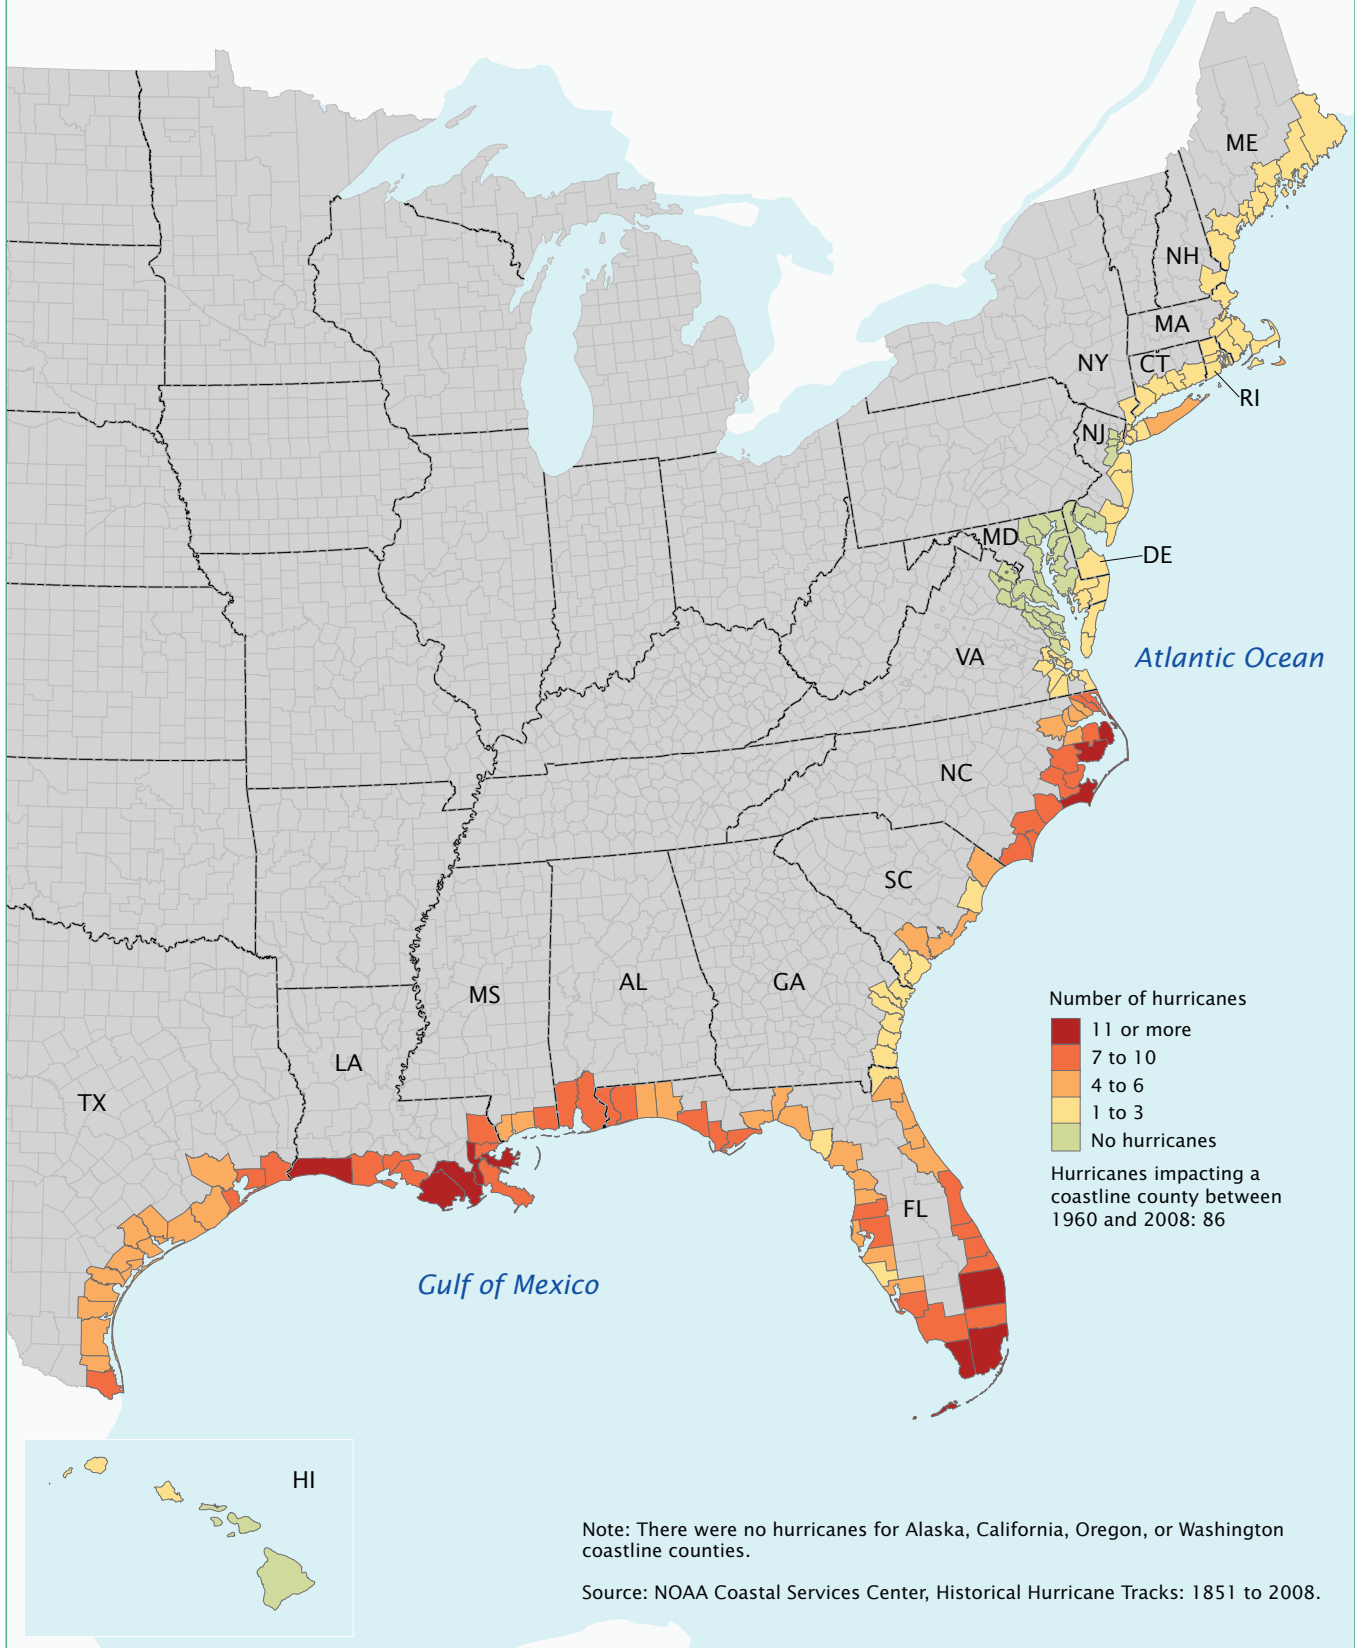 ME
NH
MA
NY
CT
RI
NJ
MD
DE
VA
Atlantic Ocean
NC
SC
MS
AL
GA
LA
TX
FL
Number of hurricanes
11 or more
7 to 10
4 to 6
1 to 3
No hurricanes
Hurricanes impacting a
coastline county between
1960 and 2008: 86
Gulf of Mexico
HI
Note: There were no hurricanes for Alaska, California, Oregon, or Washington
coastline counties.
Source: NOAA Coastal Services Center, Historical Hurricane Tracks: 1851 to 2008.